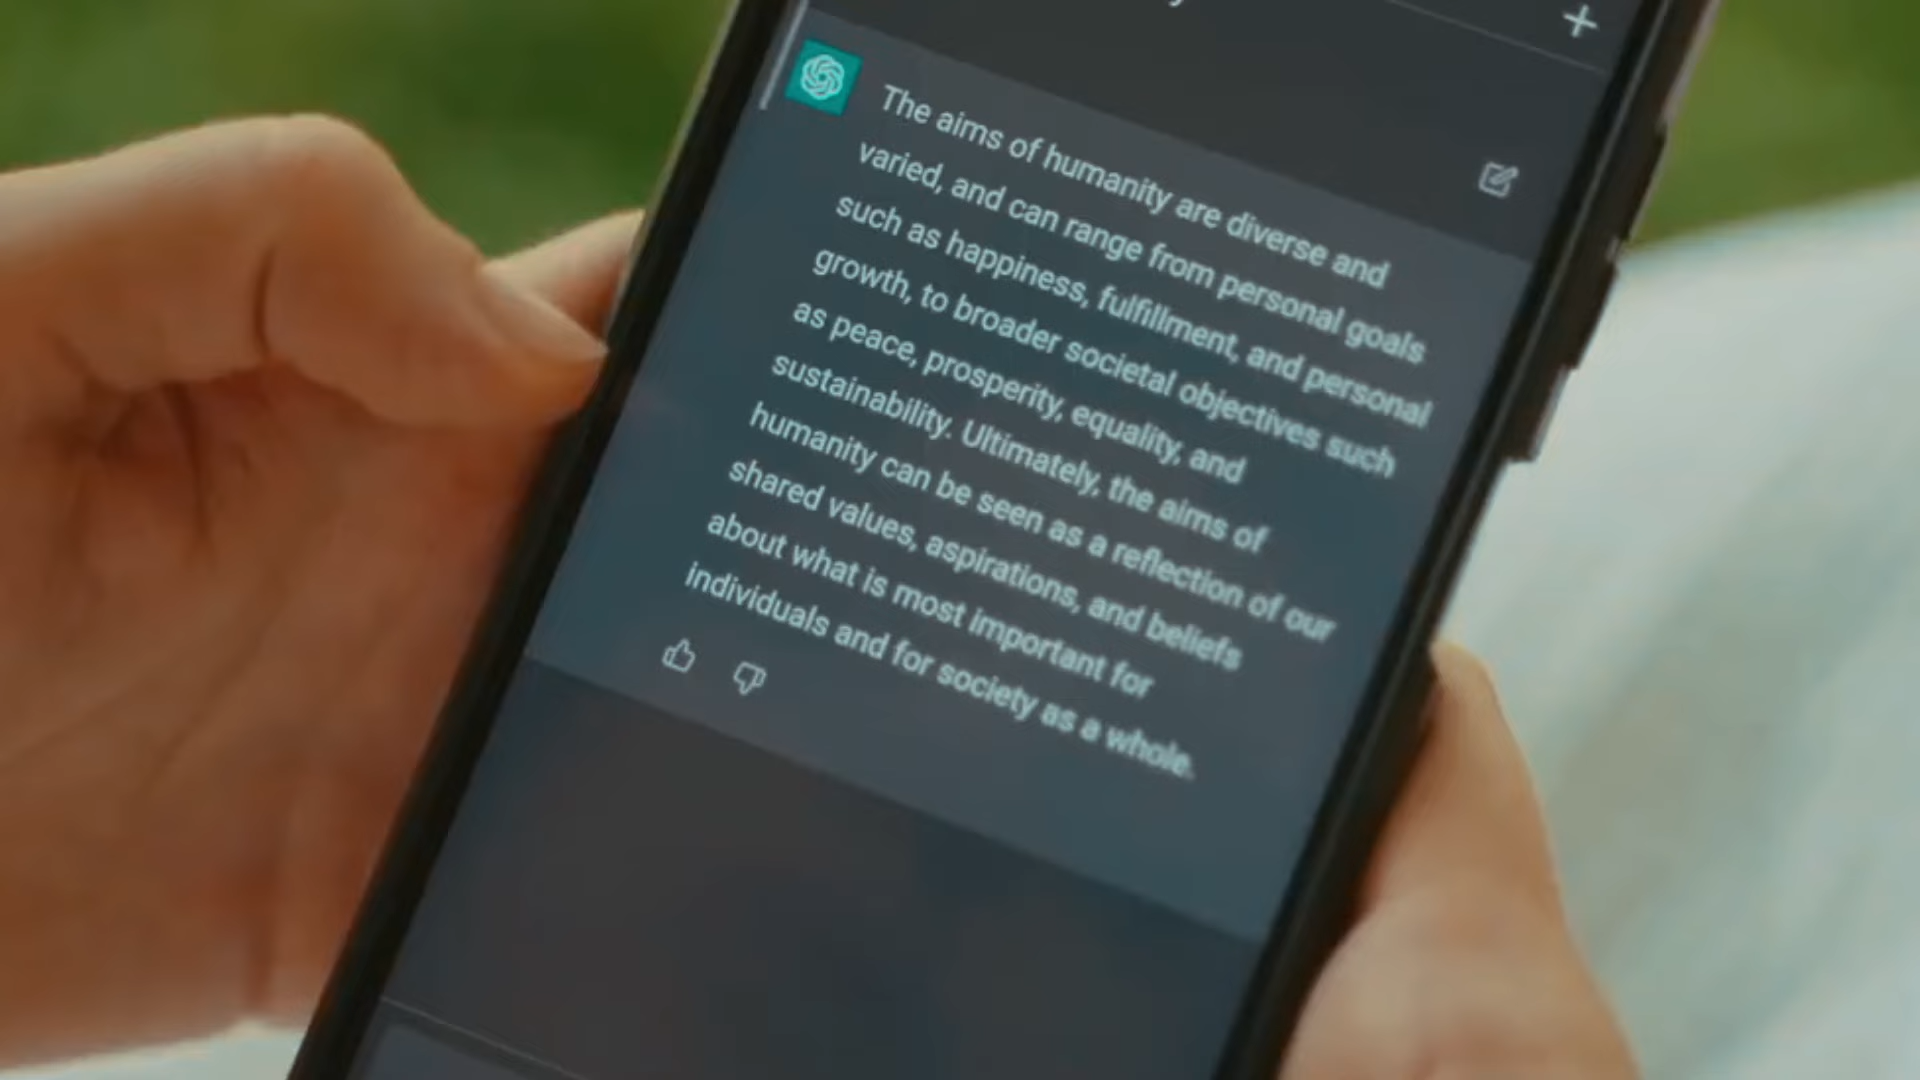 The aims of humanity are diverse and
varied, and can range from personal goals
such as happiness, fulfillment, and personal
growth, to broader societal objectives such
as peace, prosperity, equality, and
sustainability. Ultimately, the aims of
humanity can be seen as a reflection of our
shared values, aspirations, and beliefs
about what is most important for
individuals and for society as a whole.